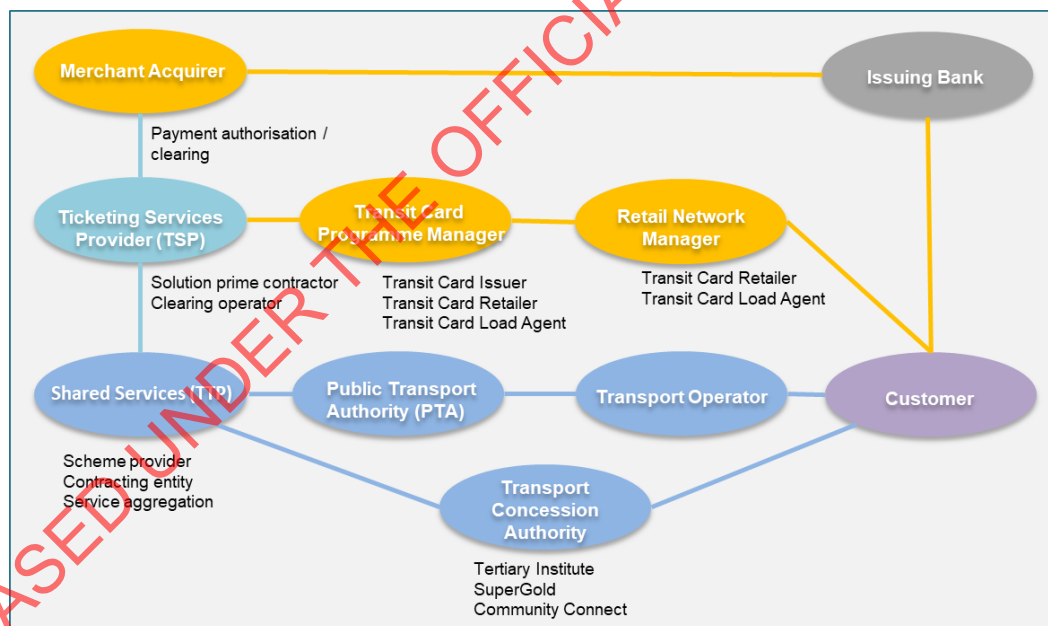 Merchant Acquirer
Issuing Bank
Payment authorisation /
clearing
Ticketing Services
Provider (TSP)
Transit Card
Programme Manager
Retail Network
Manager
Solution prime contractor
Clearing operator
Transit Card Issuer
Transit Card Retailer
Transit Card Load Agent
Transit Card Retailer
Transit Card Load Agent
Shared Services (TTP)
Public Transport
Authority (PTA)
Transport Operator
Customer
Scheme provider
Contracting entity
Service aggregation
Transport
Concession
Authority
Tertiary Institute
SuperGold
Community Connect
ASED UNDER THE OFFICIA